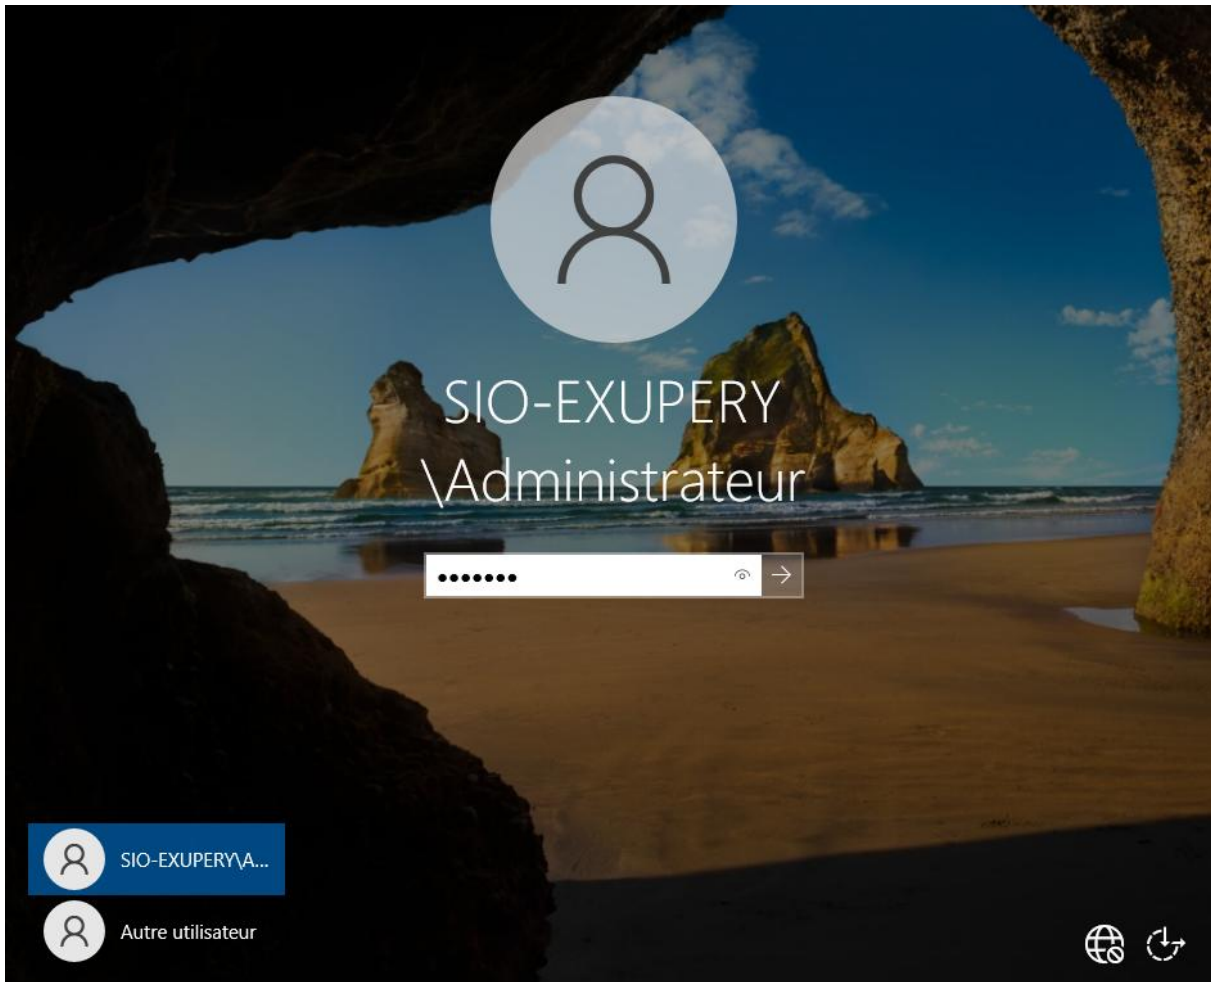 SIO-EXUPERY
\Administrateur
•••••••
SIO-EXUPERY\A...
Autre utilisateur